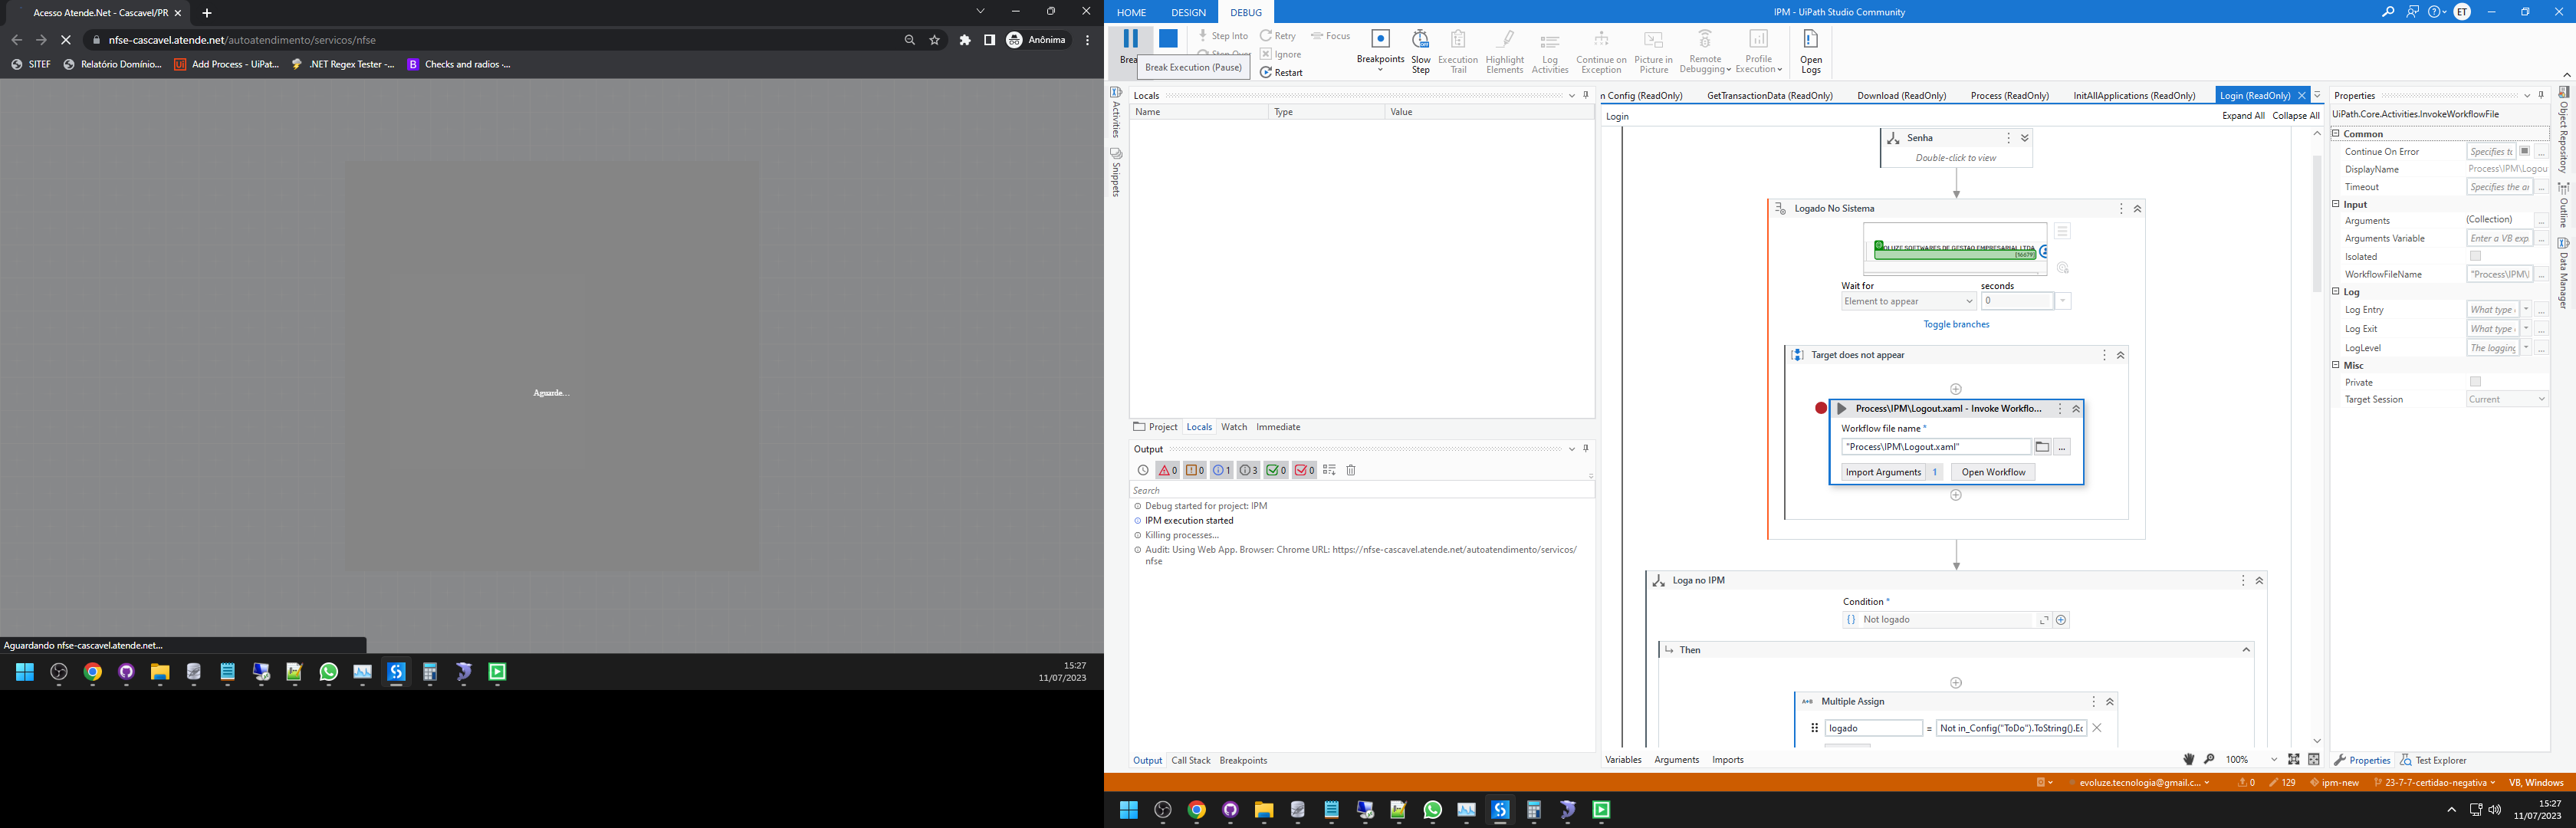 Acesso Atende.Net - Cascavel/PR
nfse-cascavel.atende.net/autoatendimento/servicos/nfse
Anônima
SITEF
Relatório Domínio...
Add Process - UiPat...
.NET Regex Tester -...
Checks and radios ·...
Aguarde...
Aguardando nfse-cascavel.atende.net...
15:27
11/07/2023
HOME DESIGN DEBUG
IPM - UiPath Studio Community
ET
Break
Break Execution (Pause)
Step Into
Step Over
Retry
Ignore
Restart
Focus
Breakpoints
Slow Step
Execution Trail
Highlight Elements
Log Activities
Continue on Exception
Picture in Picture
Remote Debugging
Profile Execution
Open Logs
Activities
Snippets
Locals
Name Type Value
Project Locals Watch Immediate
Output
0 0 1 3 0 0
Search
Debug started for project: IPM
IPM execution started
Killing processes...
Audit: Using Web App. Browser: Chrome URL: https://nfse-cascavel.atende.net/autoatendimento/servicos/
nfse
Output Call Stack Breakpoints
n Config (ReadOnly) GetTransactionData (ReadOnly) Download (ReadOnly) Process (ReadOnly) InitAllApplications (ReadOnly) Login (ReadOnly)
Login
Expand All Collapse All
Senha
Double-click to view
Logado No Sistema
OLUZE SOFTWARES DE GESTAO EMPRESARIAL LTDA
Wait for seconds
Element to appear 0
Toggle branches
Target does not appear
Process\IPM\Logout.xaml - Invoke Workflo...
Workflow file name *
"Process\IPM\Logout.xaml"
Import Arguments 1 Open Workflow
Loga no IPM
Condition *
Not logado
Then
Multiple Assign
logado = Not in_Config("ToDo").ToString().Ec
Variables Arguments Imports
100%
Properties
UiPath.Core.Activities.InvokeWorkflowFile
Common
Continue On Error Specifies to
DisplayName Process\IPM\Logou
Timeout Specifies the ar
Input
Arguments (Collection)
Arguments Variable Enter a VB exp
Isolated
WorkflowFileName "Process\IPM\l
Log
Log Entry What type
Log Exit What type
LogLevel The logging
Misc
Private
Target Session Current
Properties Test Explorer
Object Repository
Outline
Data Manager
evoluze.tecnologia@gmail.c... 0 129 ipm-new 23-7-7-certidao-negativa VB, Windows
15:27
11/07/2023